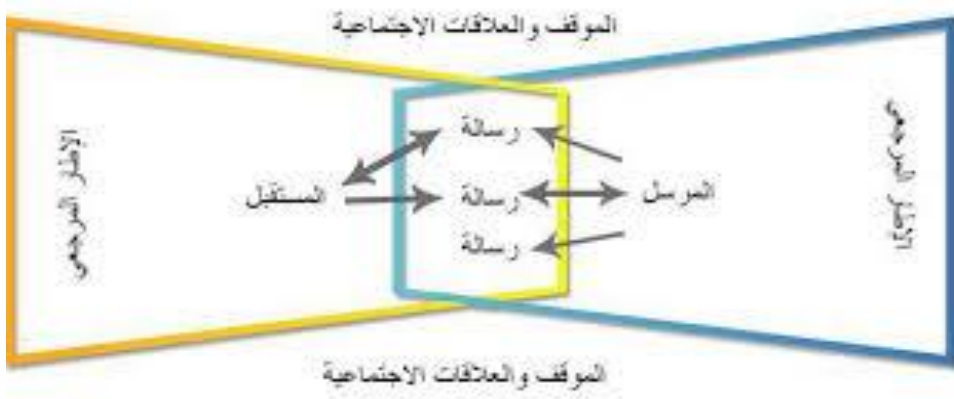 الموقف والعلاقات الاجتماعية
الإطار المرجعي
رسالة
المرسل
رسالة
المستقبل
رسالة
الإطار المرجعي
الموقف والعلاقات الاجتماعية